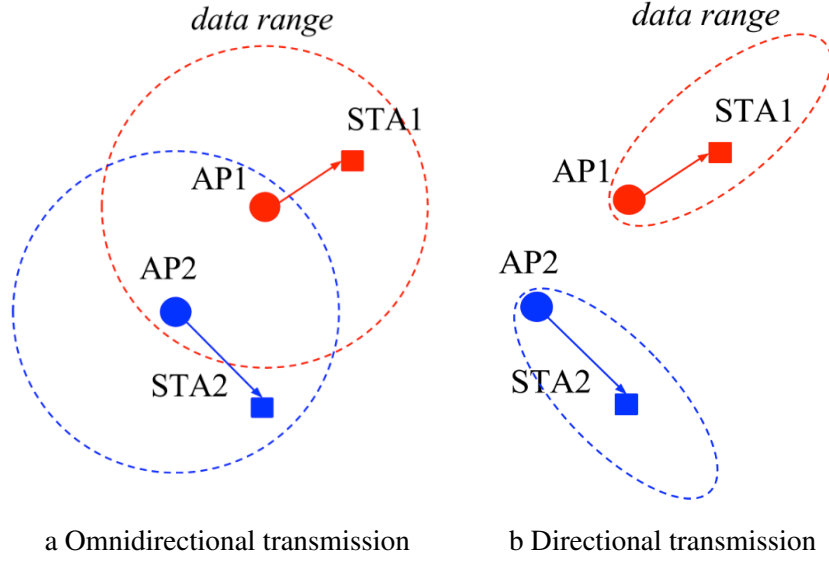 data range
STA1
AP1
AP2
STA2
a Omnidirectional transmission
data range
STA1
AP1
AP2
STA2
b Directional transmission